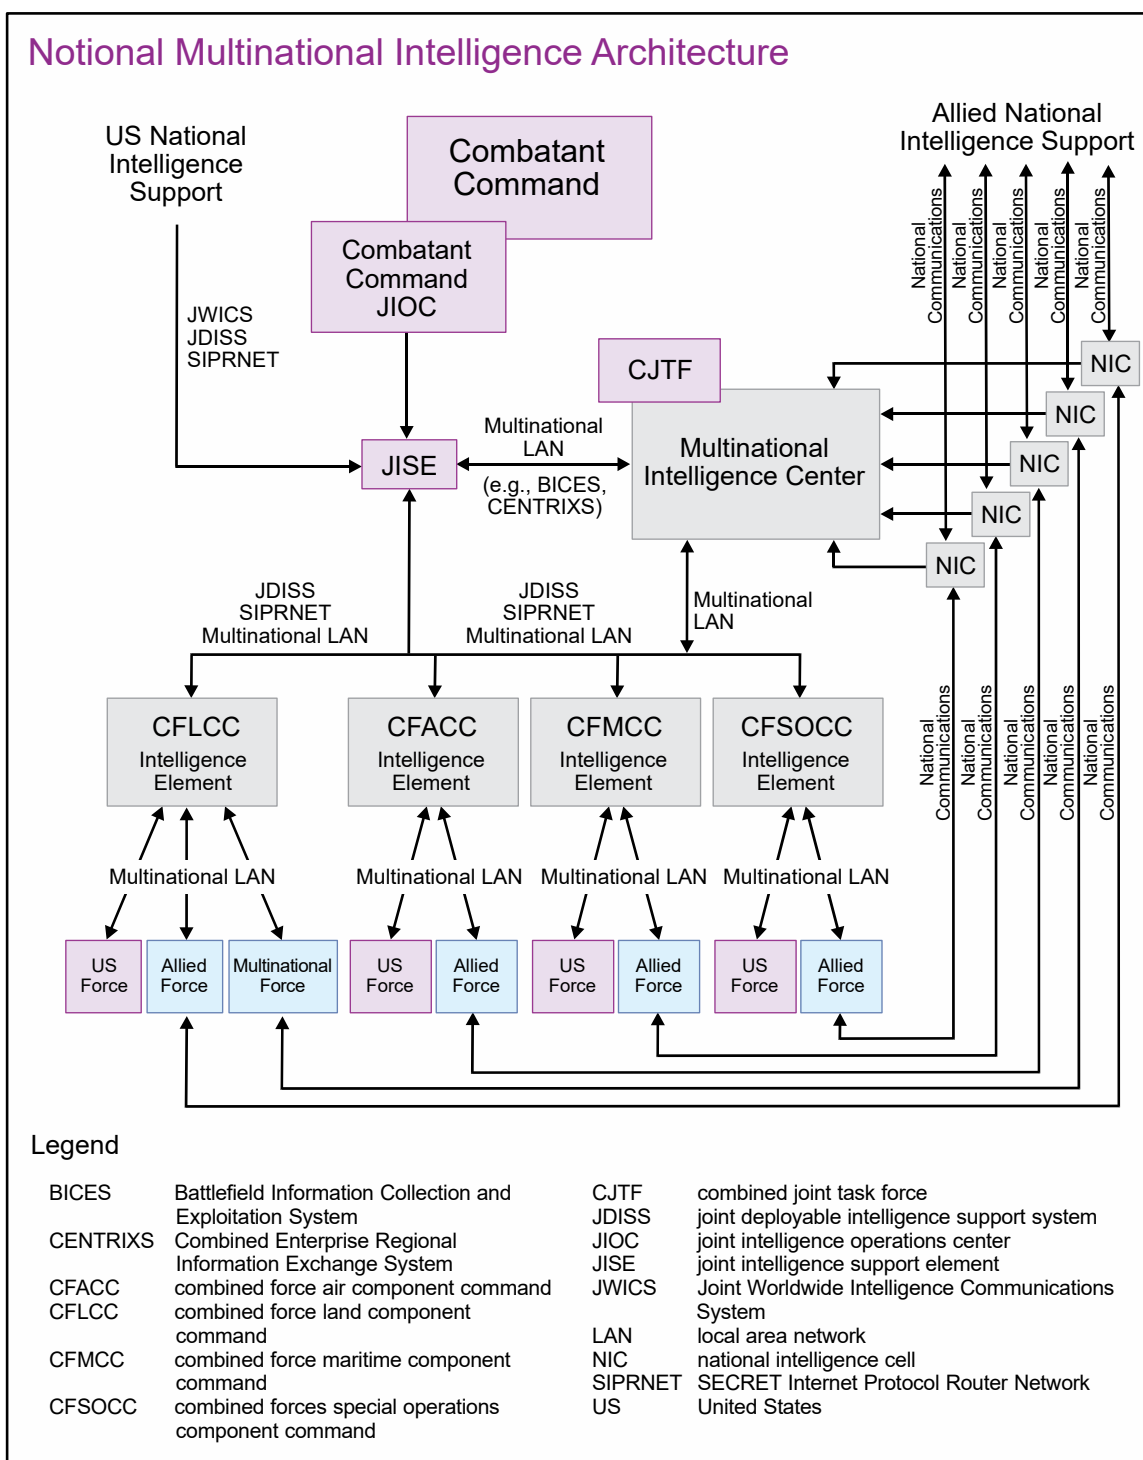 Notional Multinational Intelligence Architecture
US National
Intelligence
Support
Combatant
Command
Allied National
Intelligence Support
Combatant
Command
JIOC
National
Communications
National
Communications
National
Communications
National
Communications
National
Communications
JWICS
JDISS
SIPRNET
CJTF
NIC
NIC
NIC
NIC
NIC
Multinational
LAN
(e.g., BICES,
CENTRIXS)
JISE
Multinational
Intelligence Center
JDISS
SIPRNET
Multinational LAN
JDISS
SIPRNET
Multinational LAN
Multinational
LAN
CFLCC
Intelligence
Element
CFACC
Intelligence
Element
CFMCC
Intelligence
Element
CFSOCC
Intelligence
Element
National
Communications
National
Communications
National
Communications
National
Communications
National
Communications
Multinational LAN
Multinational LAN
Multinational LAN
Multinational LAN
US
Force
Allied
Force
Multinational
Force
US
Force
Allied
Force
US
Force
Allied
Force
US
Force
Allied
Force
Legend
BICES Battlefield Information Collection and
Exploitation System
CENTRIXS Combined Enterprise Regional
Information Exchange System
CFACC combined force air component command
CFLCC combined force land component
command
CFMCC combined force maritime component
command
CFSOCC combined forces special operations
component command
CJTF combined joint task force
JDISS joint deployable intelligence support system
JIOC joint intelligence operations center
JISE joint intelligence support element
JWICS Joint Worldwide Intelligence Communications
System
LAN local area network
NIC national intelligence cell
SIPRNET SECRET Internet Protocol Router Network
US United States